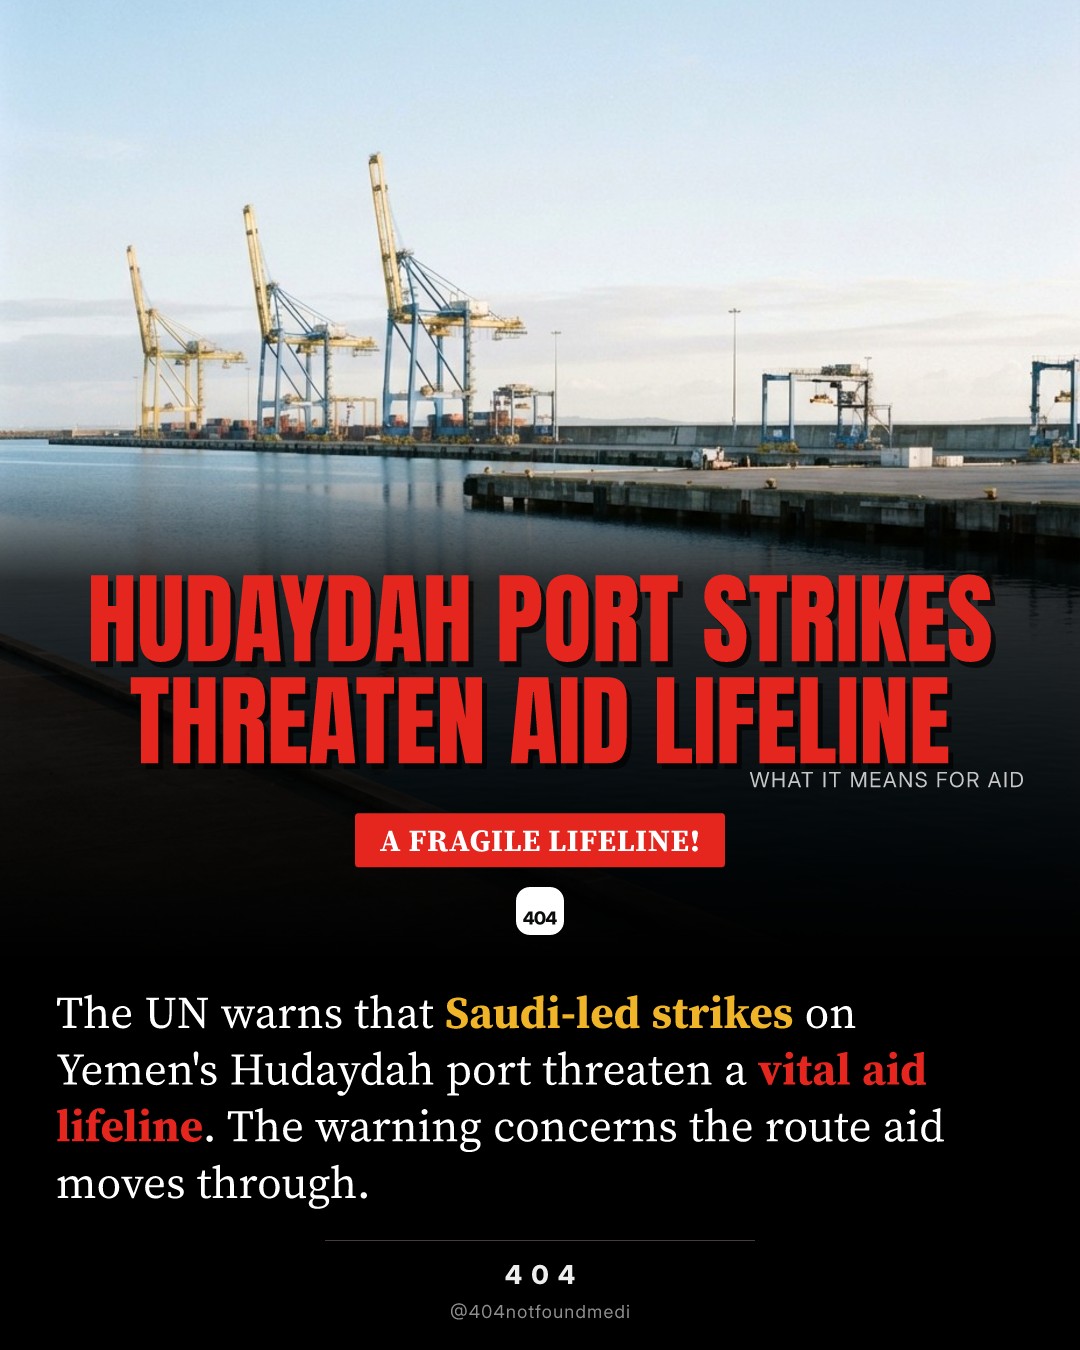 HUDAYDAH PORT STRIKES
THREATEN AID LIFELINE
WHAT IT MEANS FOR AID
A FRAGILE LIFELINE!
404
The UN warns that Saudi-led strikes on
Yemen's Hudaydah port threaten a vital aid
lifeline. The warning concerns the route aid
moves through.
404
@404notfoundmedi